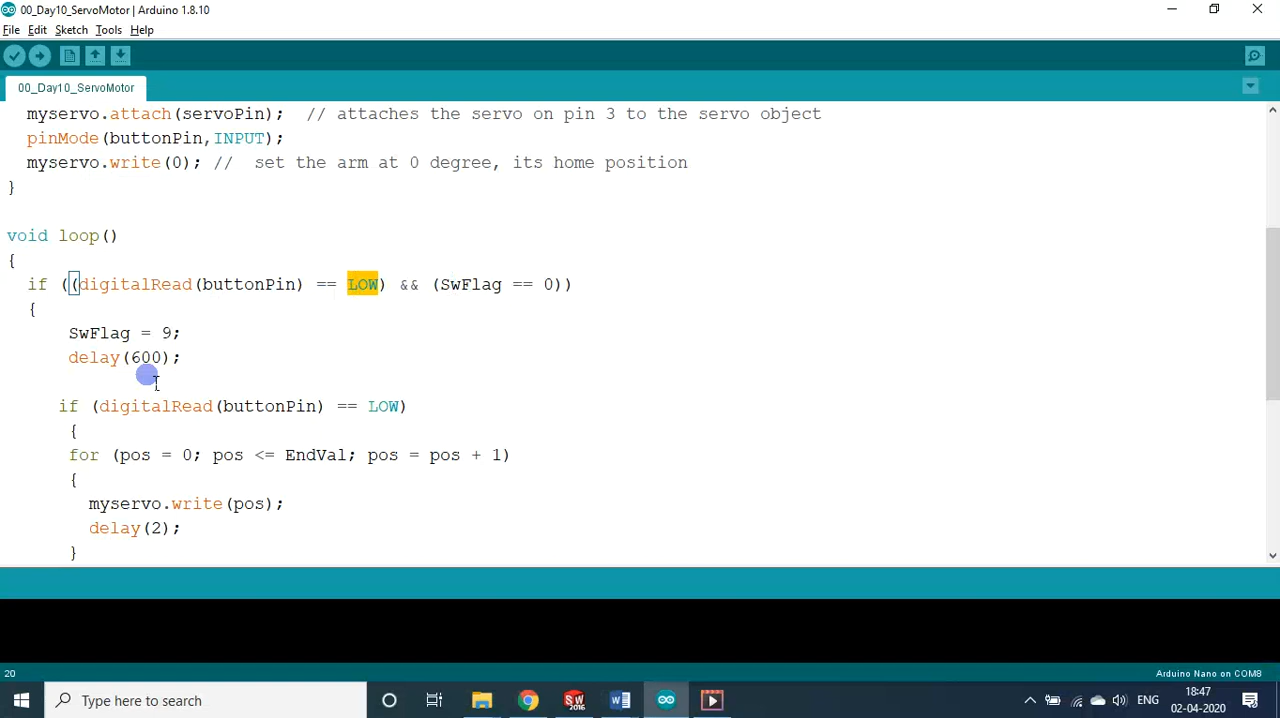 00_Day10_ServoMotor | Arduino 1.8.10
File Edit Sketch Tools Help
00_Day10_ServoMotor
myservo.attach(servoPin);  // attaches the servo on pin 3 to the servo object
pinMode(buttonPin,INPUT);
myservo.write(0); //  set the arm at 0 degree, its home position
}
void loop()
{
if ((digitalRead(buttonPin) == LOW) && (SwFlag == 0))
{
SwFlag = 9;
delay(600);
if (digitalRead(buttonPin) == LOW)
{
for (pos = 0; pos <= EndVal; pos = pos + 1)
{
myservo.write(pos);
delay(2);
}
20
Arduino Nano on COM8
Type here to search
SW
2016
W
ENG
18:47
02-04-2020